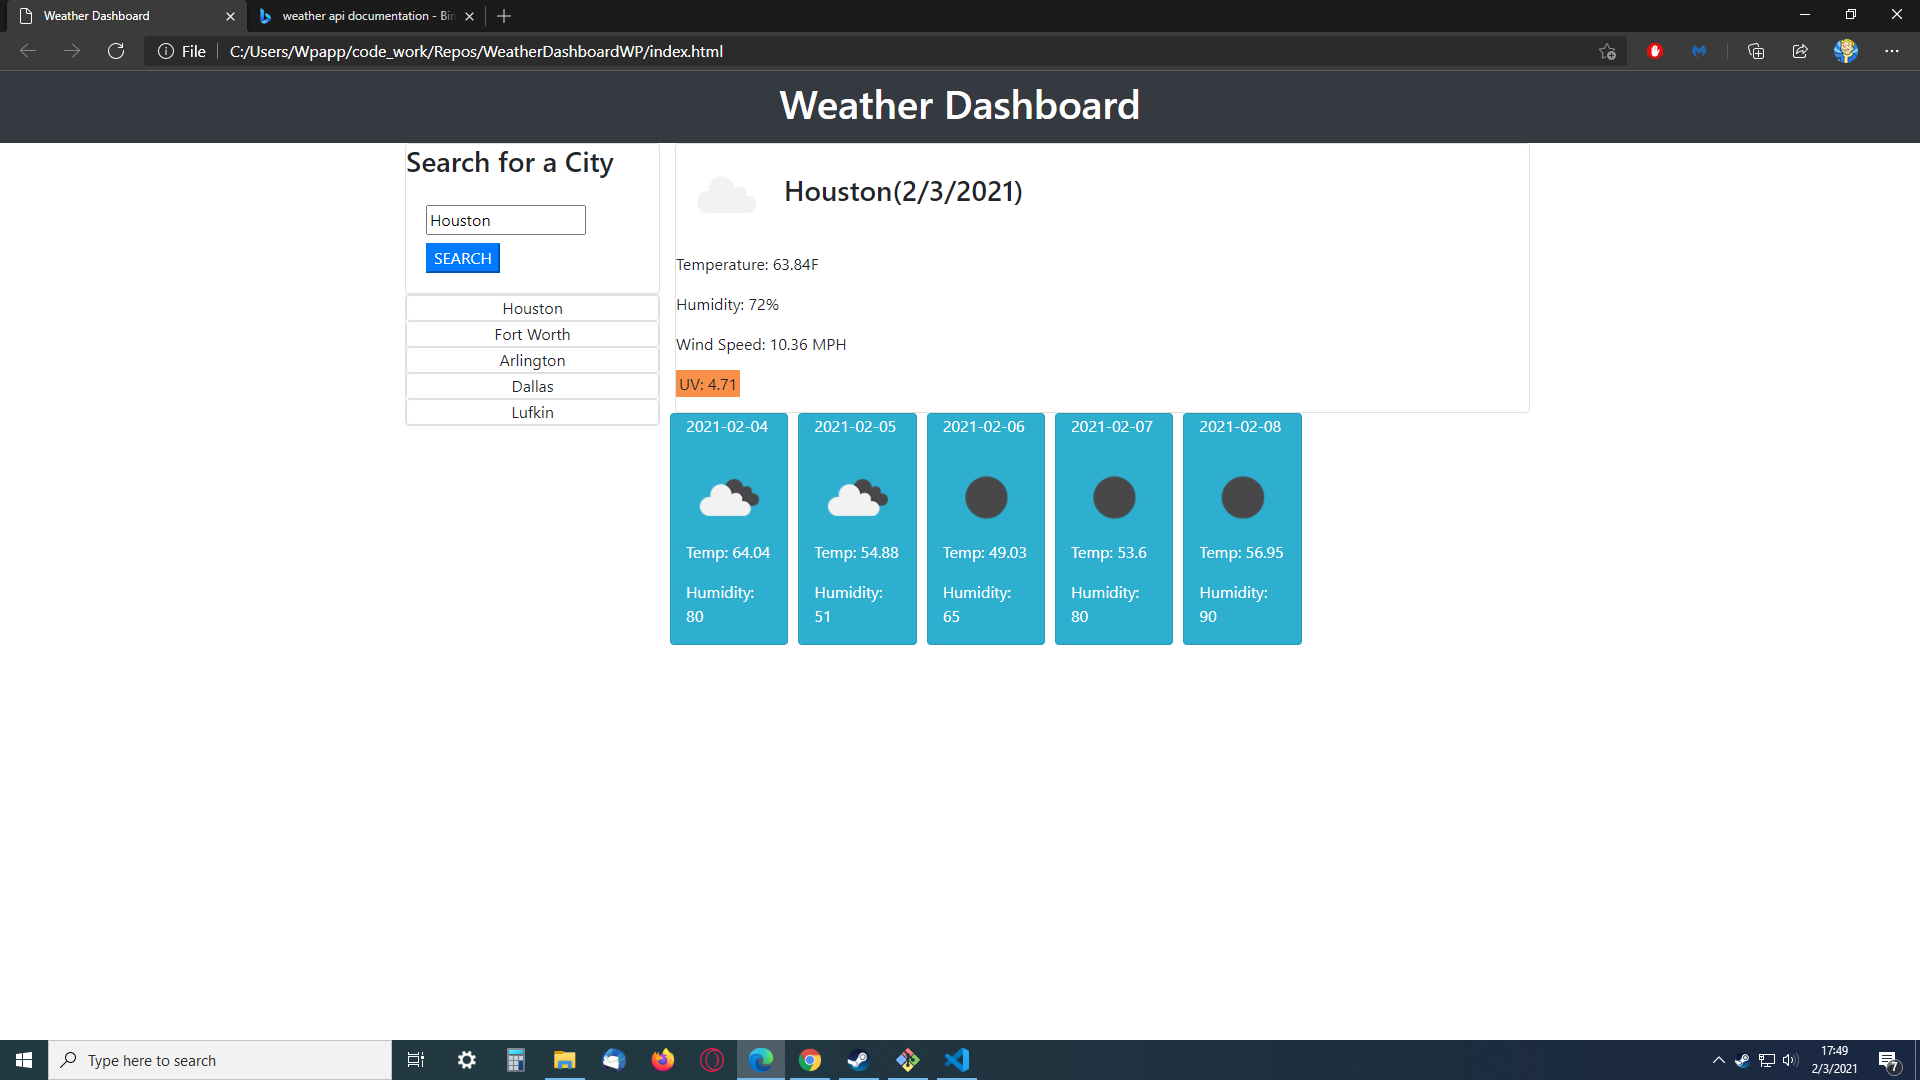 Weather Dashboard
weather api documentation - Bin
File
C:/Users/Wpapp/code_work/Repos/WeatherDashboardWP/index.html
Weather Dashboard
Search for a City
Houston
SEARCH
Houston
Fort Worth
Arlington
Dallas
Lufkin
Houston(2/3/2021)
Temperature: 63.84F
Humidity: 72%
Wind Speed: 10.36 MPH
UV: 4.71
2021-02-04
Temp: 64.04
Humidity:
80
2021-02-05
Temp: 54.88
Humidity:
51
2021-02-06
Temp: 49.03
Humidity:
65
2021-02-07
Temp: 53.6
Humidity:
80
2021-02-08
Temp: 56.95
Humidity:
90
Type here to search
17:49
2/3/2021
7